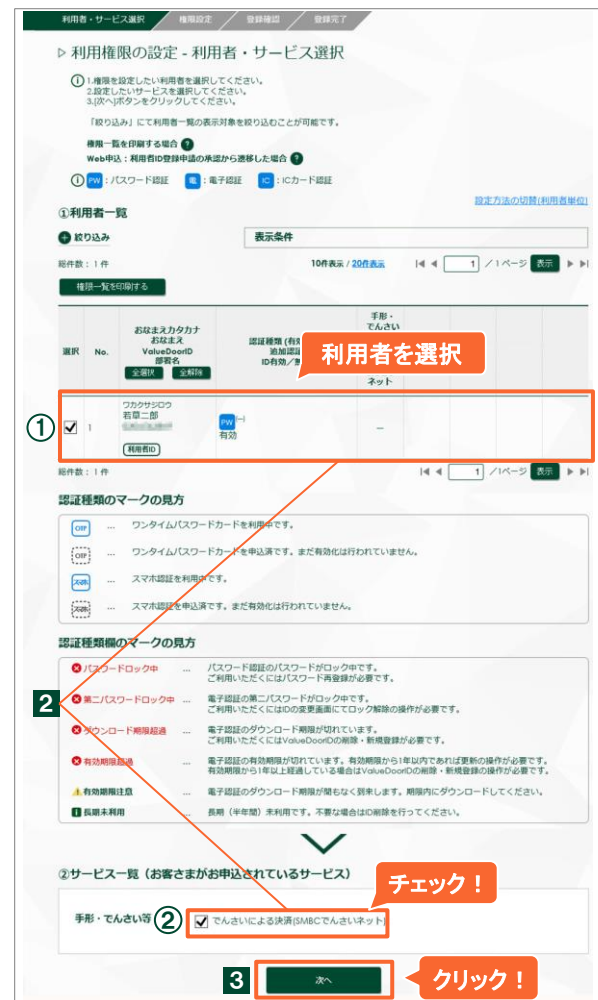 利用者・サービス選択
権限設定
登録確認
登録完了
利用権限の設定 - 利用者・サービス選択
1.権限を設定したい利用者を選択してください。
2.設定したいサービスを選択してください。
3.[次へ]ボタンをクリックしてください。
「絞り込み」にて利用者一覧の表示対象を絞り込むことが可能です。
権限一覧を印刷する場合 ?
Web申込:利用者ID登録申請の承認から遷移した場合 ?
PW:パスワード認証 電:電子認証 IC:ICカード認証
設定方法の切替(利用者単位)
①利用者一覧
絞り込み
表示条件
総件数:1件
10件表示 / 20件表示
1 / 1ページ 表示
権限一覧を印刷する
選択
No.
おなまえカタカナ
おなまえ
ValueDoorID
部署名
全選択 全解除
認証種類 (有効
追加認証
ID有効/無
手形・
でんさい
ネット
利用者を選択
①
1
ワカクサジロウ
若草二郎
利用者ID
PW(ー)
有効
－
総件数:1件
1 / 1ページ 表示
認証種類のマークの見方
OTP … ワンタイムパスワードカードを利用中です。
OTP … ワンタイムパスワードカードを申込済です。まだ有効化は行われていません。
スマホ … スマホ認証を利用中です。
スマホ … スマホ認証を申込済です。まだ有効化は行われていません。
認証種類欄のマークの見方
パスワードロック中 … パスワード認証のパスワードがロック中です。
ご利用いただくにはパスワード再登録が必要です。
2
第二パスワードロック中 … 電子認証の第二パスワードがロック中です。
ご利用いただくにはIDの変更画面にてロック解除の操作が必要です。
ダウンロード期限超過 … 電子認証のダウンロード期限が切れています。
ご利用いただくにはValueDoorIDの削除・新規登録が必要です。
有効期限超過 … 電子認証の有効期限が切れています。有効期限から1年以内であれば更新の操作が必要です。
有効期限から1年以上経過している場合はValueDoorIDの削除・新規登録の操作が必要です。
有効期限注意 … 電子認証のダウンロード期限が間もなく到来します。期限内にダウンロードしてください。
長期未利用 … 長期(半年間)未利用です。不要な場合はID削除を行ってください。
②サービス一覧(お客さまがお申込されているサービス)
チェック!
手形・でんさい等
②
でんさいによる決済(SMBCでんさいネット)
3
次へ
クリック!